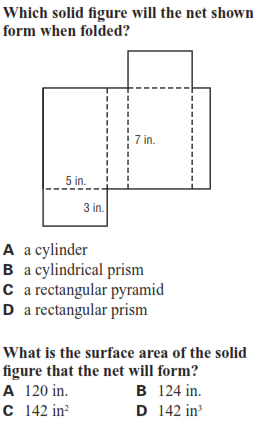 Which solid figure will the net shown
form when folded?
7 in.
5 in.
3 in.
A a cylinder
B a cylindrical prism
C a rectangular pyramid
D a rectangular prism
What is the surface area of the solid
figure that the net will form?
A 120 in. B 124 in.
C 142 in² D 142 in³